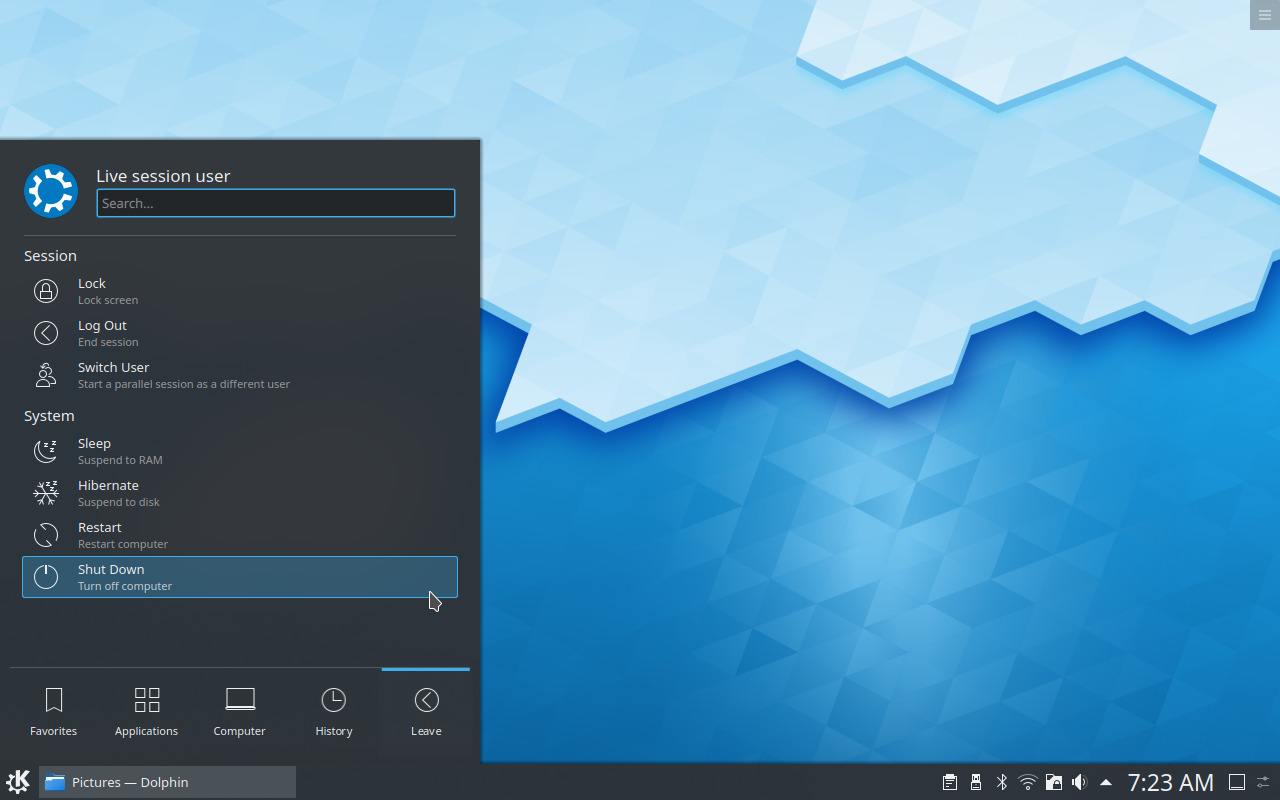 Live session user
Search...
Session
Lock
Lock screen
Log Out
End session
Switch User
Start a parallel session as a different user
System
Sleep
Suspend to RAM
Hibernate
Suspend to disk
Restart
Restart computer
Shut Down
Turn off computer
Favorites Applications Computer History Leave
Pictures — Dolphin 7:23 AM